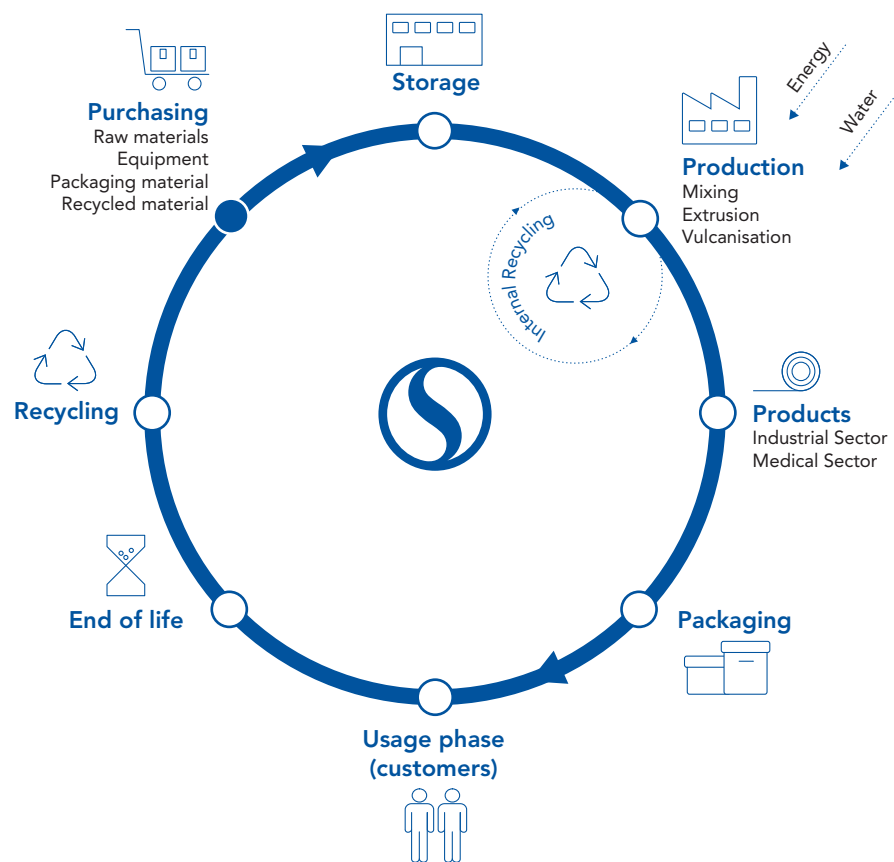 Storage
Purchasing
Raw materials
Equipment
Packaging material
Recycled material
Energy
Water
Production
Mixing
Extrusion
Vulcanisation
Internal Recycling
Recycling
Products
Industrial Sector
Medical Sector
End of life
Packaging
Usage phase
(customers)